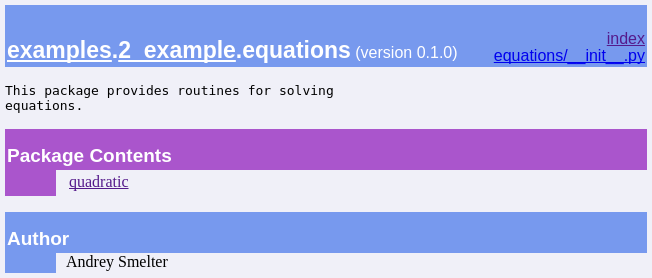 index
examples.2_example.equations (version 0.1.0) equations/__init__.py
This package provides routines for solving
equations.
Package Contents
quadratic
Author
Andrey Smelter